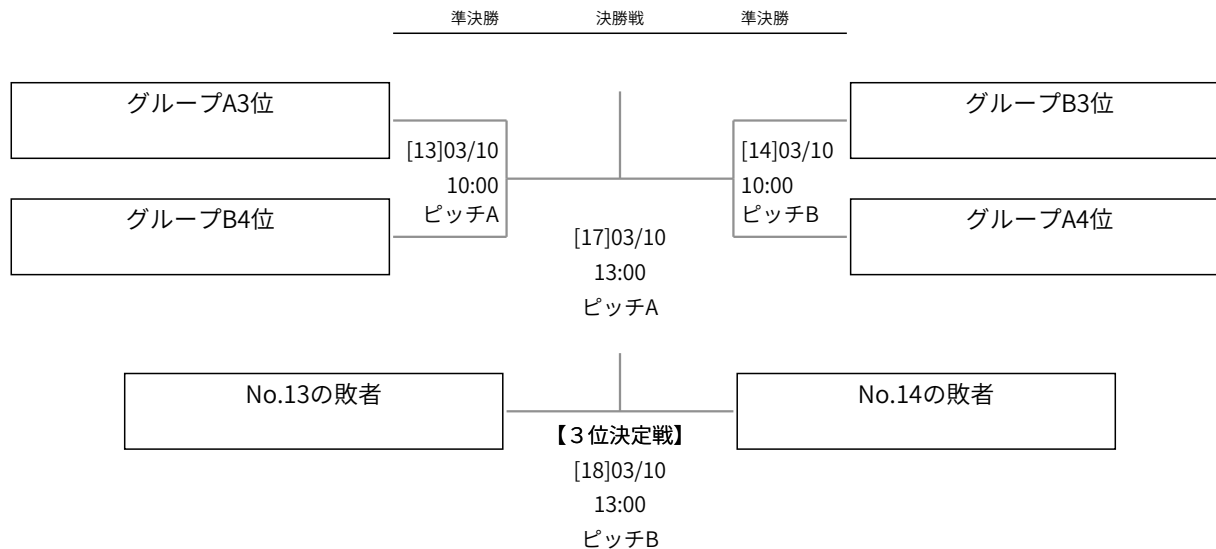 準決勝 決勝戦 準決勝
グループA3位 グループB3位
[13]03/10 [14]03/10
10:00 10:00
ピッチA ピッチB
グループB4位 グループA4位
[17]03/10
13:00
ピッチA
No.13の敗者 No.14の敗者
【３位決定戦】
[18]03/10
13:00
ピッチB